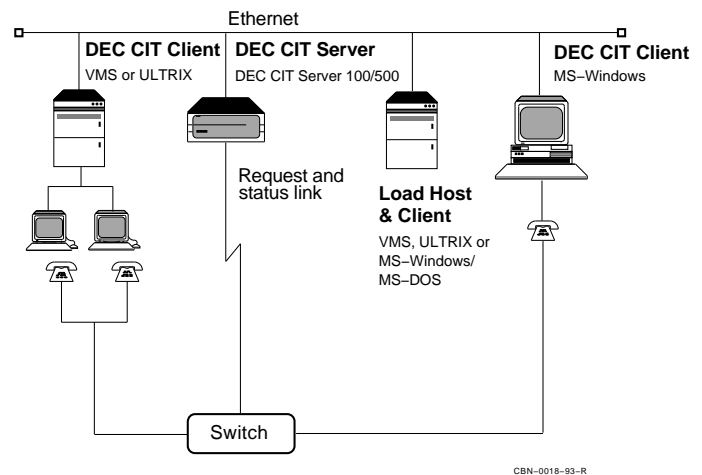 Ethernet
DEC CIT Client
VMS or ULTRIX
DEC CIT Server
DEC CIT Server 100/500
DEC CIT Client
MS−Windows
Request and
status link
Load Host
& Client
VMS, ULTRIX or
MS−Windows/
MS−DOS
Switch
CBN−0018−93−R